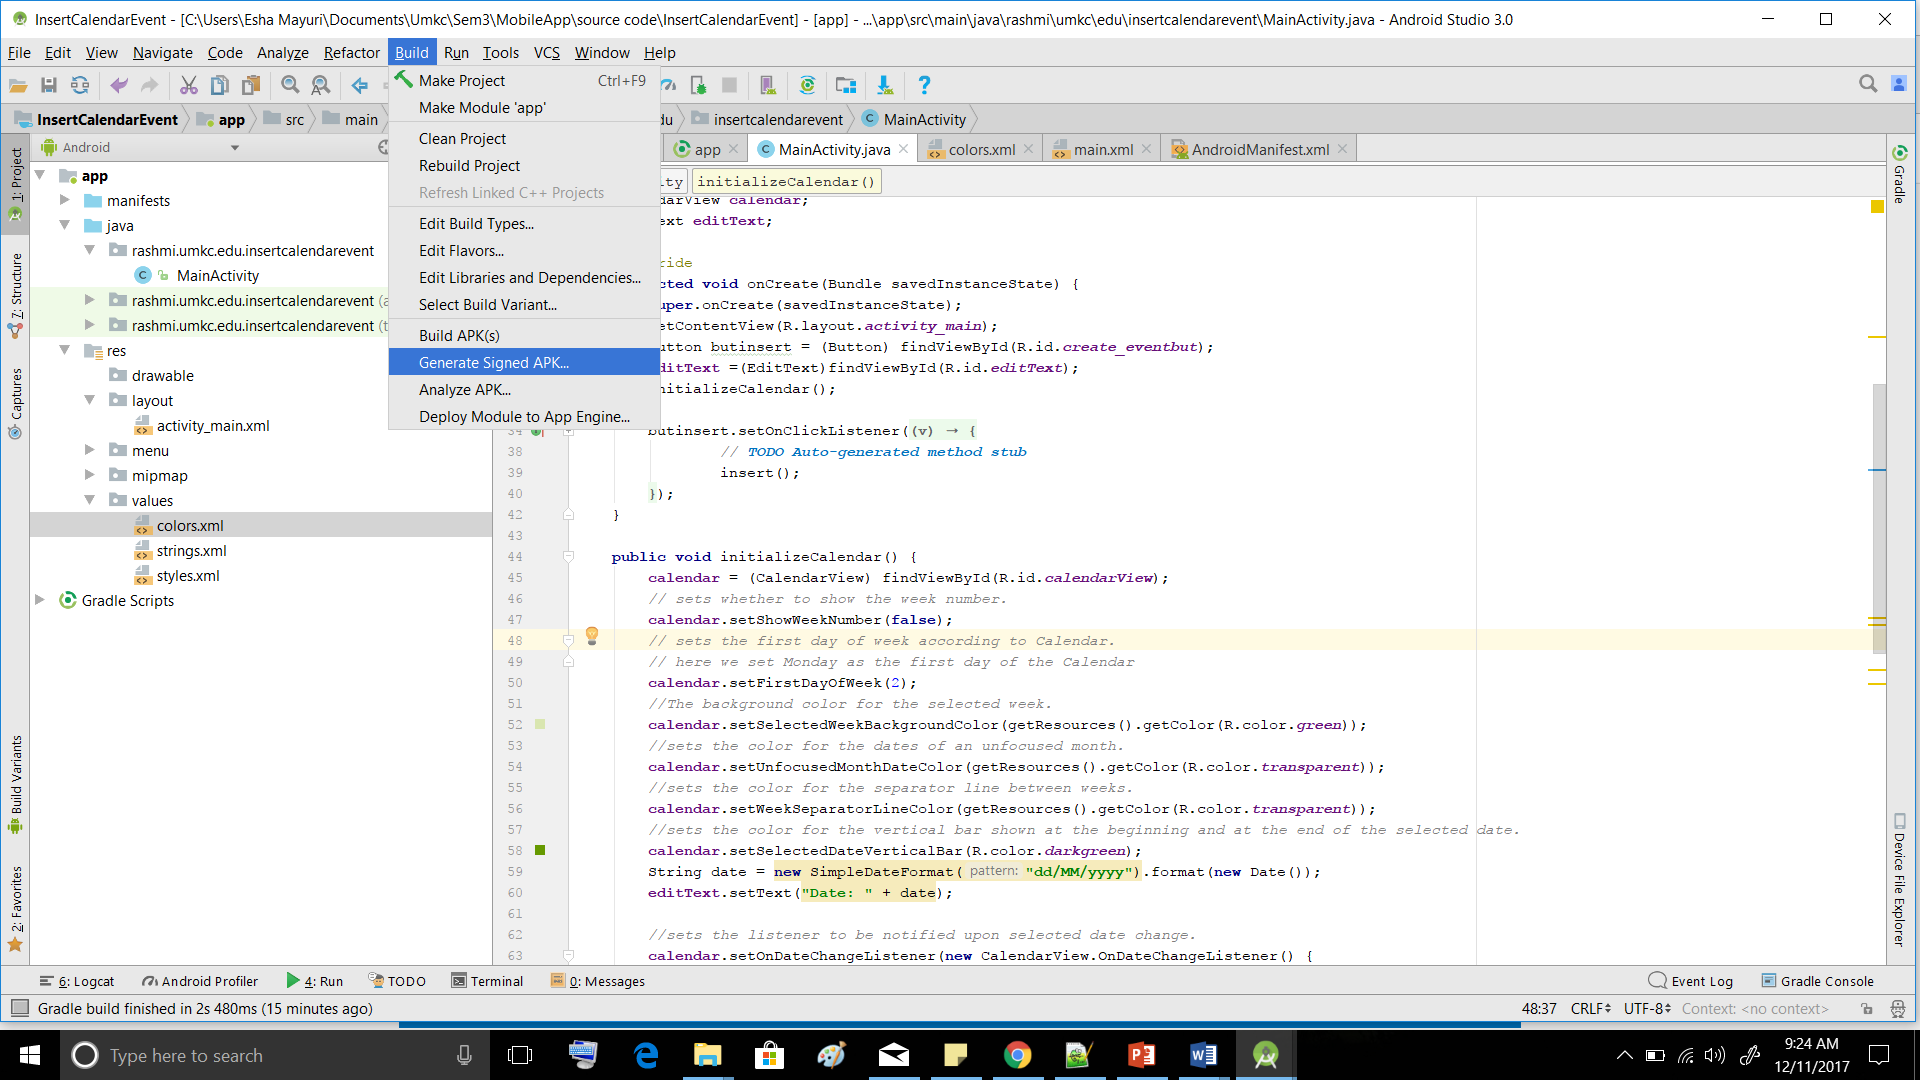 InsertCalendarEvent - [C:\Users\Esha Mayuri\Documents\Umkc\Sem3\MobileApp\source code\InsertCalendarEvent] - [app] - ...\app\src\main\java\rashmi\umkc\edu\insertcalendarevent\MainActivity.java - Android Studio 3.0
File Edit View Navigate Code Analyze Refactor Build Run Tools VCS Window Help
Make Project Ctrl+F9
Make Module 'app'
Clean Project
Rebuild Project
Refresh Linked C++ Projects
Edit Build Types...
Edit Flavors...
Edit Libraries and Dependencies...
Select Build Variant...
Build APK(s)
Generate Signed APK...
Analyze APK...
Deploy Module to App Engine...
InsertCalendarEvent app src main du insertcalendarevent MainActivity
Android
app MainActivity.java colors.xml main.xml AndroidManifest.xml
ty initializeCalendar()
1: Project
7: Structure
Captures
Build Variants
2: Favorites
app
manifests
java
rashmi.umkc.edu.insertcalendarevent
MainActivity
rashmi.umkc.edu.insertcalendarevent (a
rashmi.umkc.edu.insertcalendarevent (t
res
drawable
layout
activity_main.xml
menu
mipmap
values
colors.xml
strings.xml
styles.xml
Gradle Scripts
darView calendar;
ext editText;
ride
cted void onCreate(Bundle savedInstanceState) {
uper.onCreate(savedInstanceState);
etContentView(R.layout.activity_main);
utton butinsert = (Button) findViewById(R.id.create_eventbut);
ditText =(EditText)findViewById(R.id.editText);
nitializeCalendar();
34 butinsert.setOnClickListener((v) → {
38 // TODO Auto-generated method stub
39 insert();
40 });
42 }
43
44 public void initializeCalendar() {
45 calendar = (CalendarView) findViewById(R.id.calendarView);
46 // sets whether to show the week number.
47 calendar.setShowWeekNumber(false);
48 // sets the first day of week according to Calendar.
49 // here we set Monday as the first day of the Calendar
50 calendar.setFirstDayOfWeek(2);
51 //The background color for the selected week.
52 calendar.setSelectedWeekBackgroundColor(getResources().getColor(R.color.green));
53 //sets the color for the dates of an unfocused month.
54 calendar.setUnfocusedMonthDateColor(getResources().getColor(R.color.transparent));
55 //sets the color for the separator line between weeks.
56 calendar.setWeekSeparatorLineColor(getResources().getColor(R.color.transparent));
57 //sets the color for the vertical bar shown at the beginning and at the end of the selected date.
58 calendar.setSelectedDateVerticalBar(R.color.darkgreen);
59 String date = new SimpleDateFormat( pattern: "dd/MM/yyyy").format(new Date());
60 editText.setText("Date: " + date);
61
62 //sets the listener to be notified upon selected date change.
63 calendar.setOnDateChangeListener(new CalendarView.OnDateChangeListener() {
Gradle
Device File Explorer
6: Logcat Android Profiler 4: Run TODO Terminal 0: Messages Event Log Gradle Console
Gradle build finished in 2s 480ms (15 minutes ago) 48:37 CRLF UTF-8 Context: <no context>
Type here to search
9:24 AM
12/11/2017